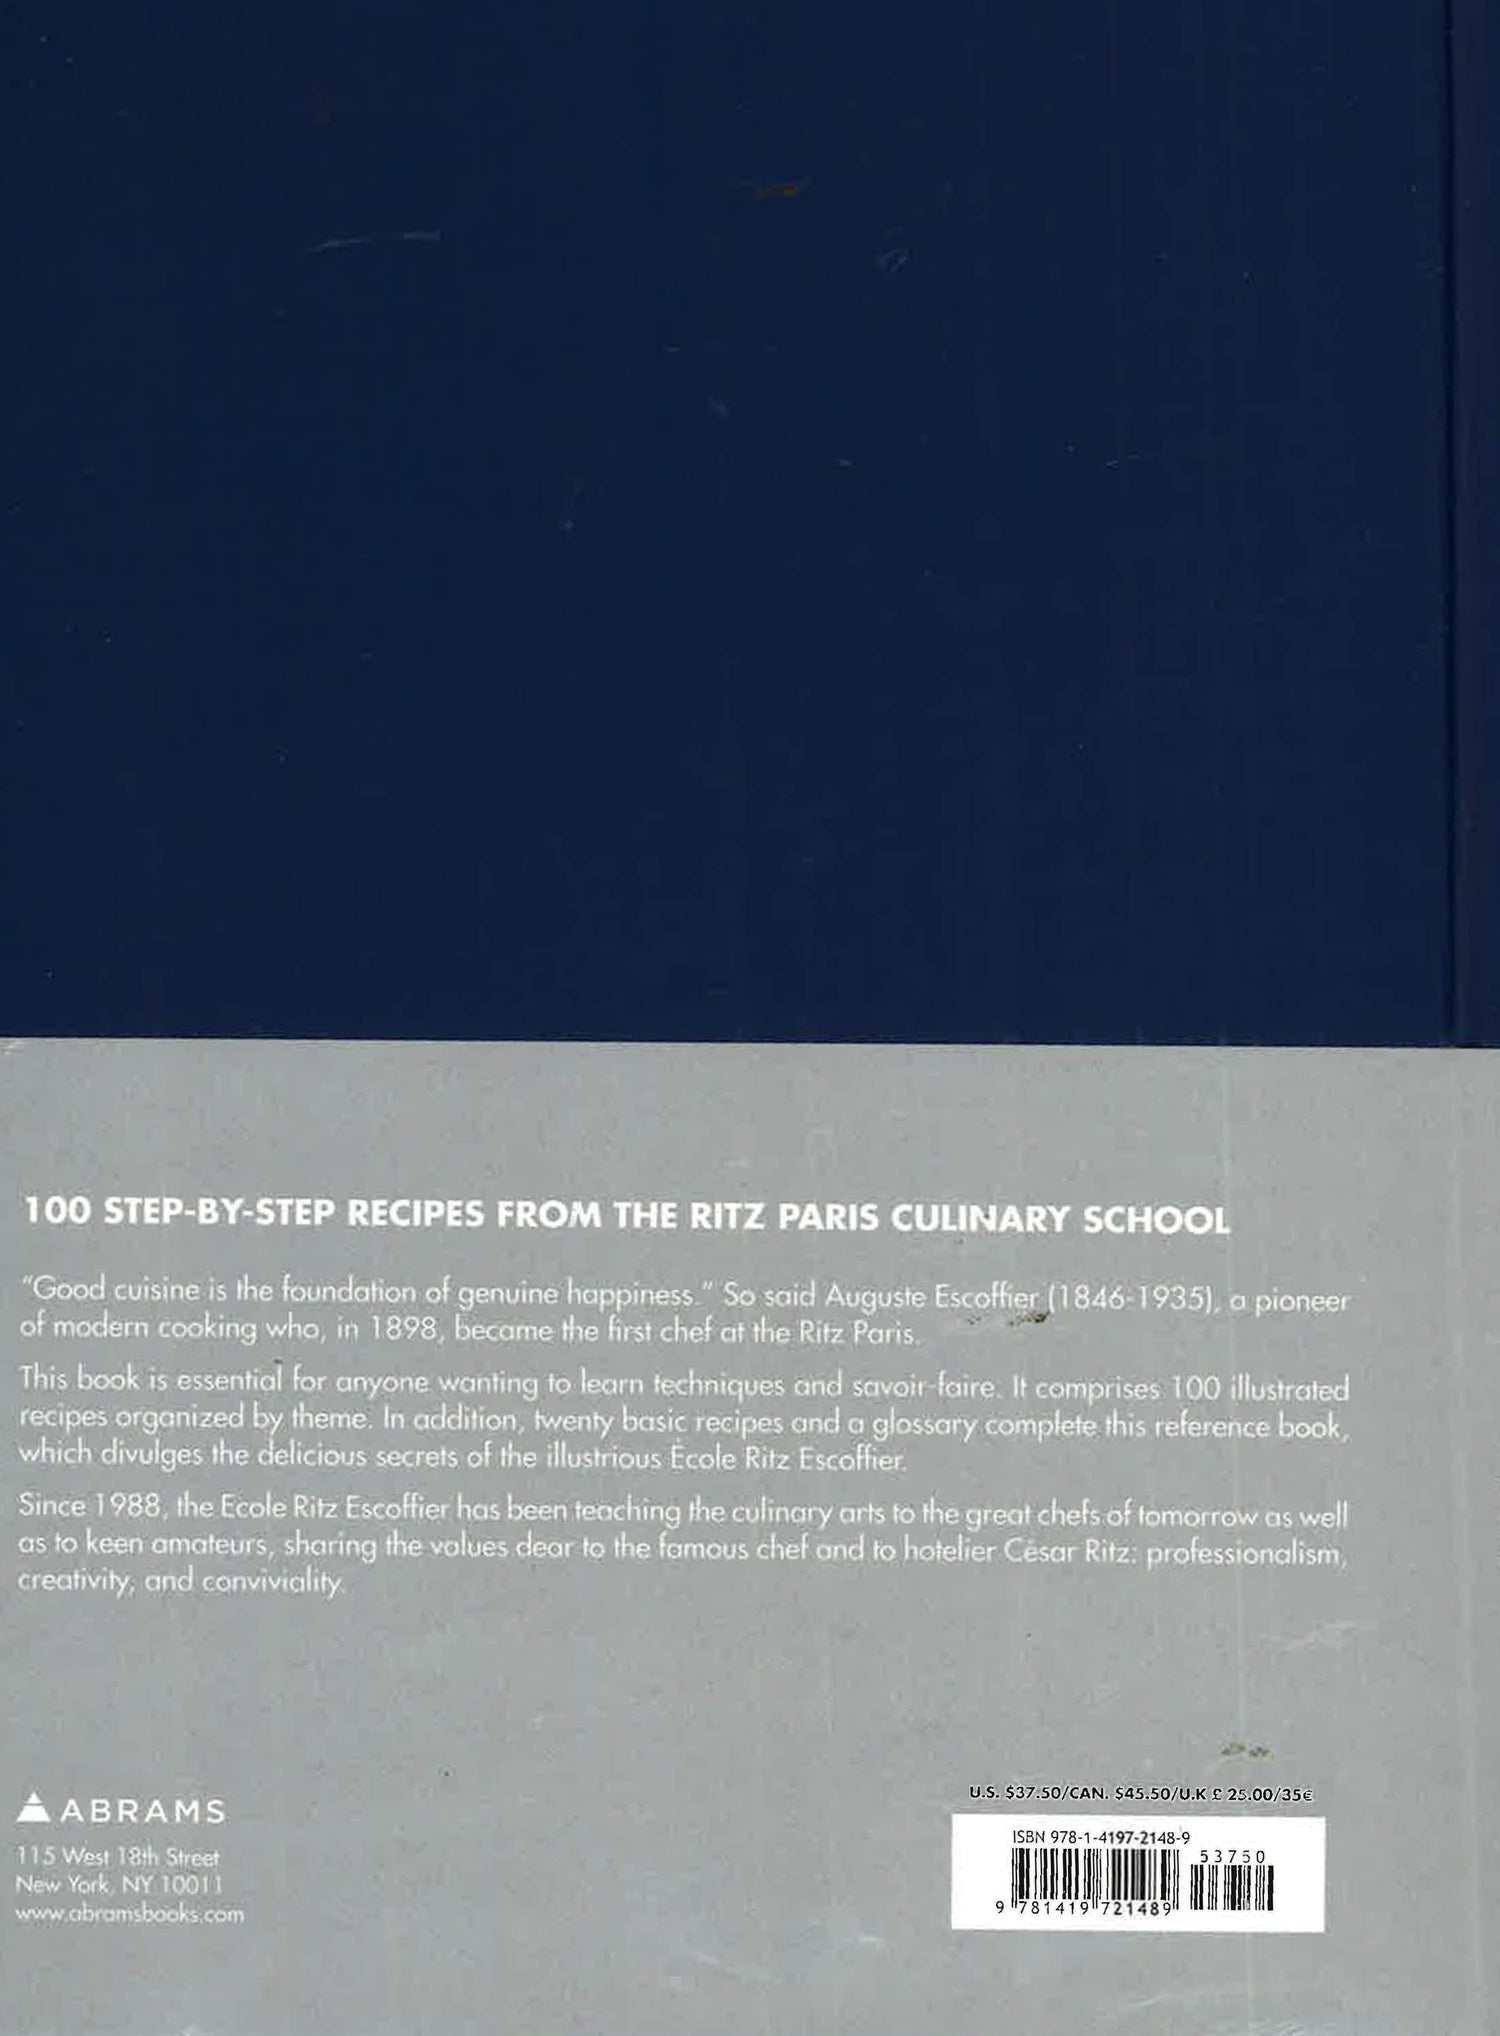 100 STEP-BY-STEP RECIPES FROM THE RITZ PARIS CULINARY SCHOOL
“Good cuisine is the foundation of genuine happiness.” So said Auguste Escoffier (1846-1935), a pioneer
of modern cooking who, in 1898, became the first chef at the Ritz Paris.
This book is essential for anyone wanting to learn techniques and savoir-faire. It comprises 100 illustrated
recipes organized by theme. In addition, twenty basic recipes and a glossary complete this reference book,
which divulges the delicious secrets of the illustrious École Ritz Escoffier.
Since 1988, the Ecole Ritz Escoffier has been teaching the culinary arts to the great chefs of tomorrow as well
as to keen amateurs, sharing the values dear to the famous chef and to hotelier César Ritz: professionalism,
creativity, and conviviality.
ABRAMS
115 West 18th Street
New York, NY 10011
www.abramsbooks.com
U.S. $37.50/CAN. $45.50/U.K £ 25.00/35€
ISBN 978-1-4197-2148-9
53750
9 781419 721489